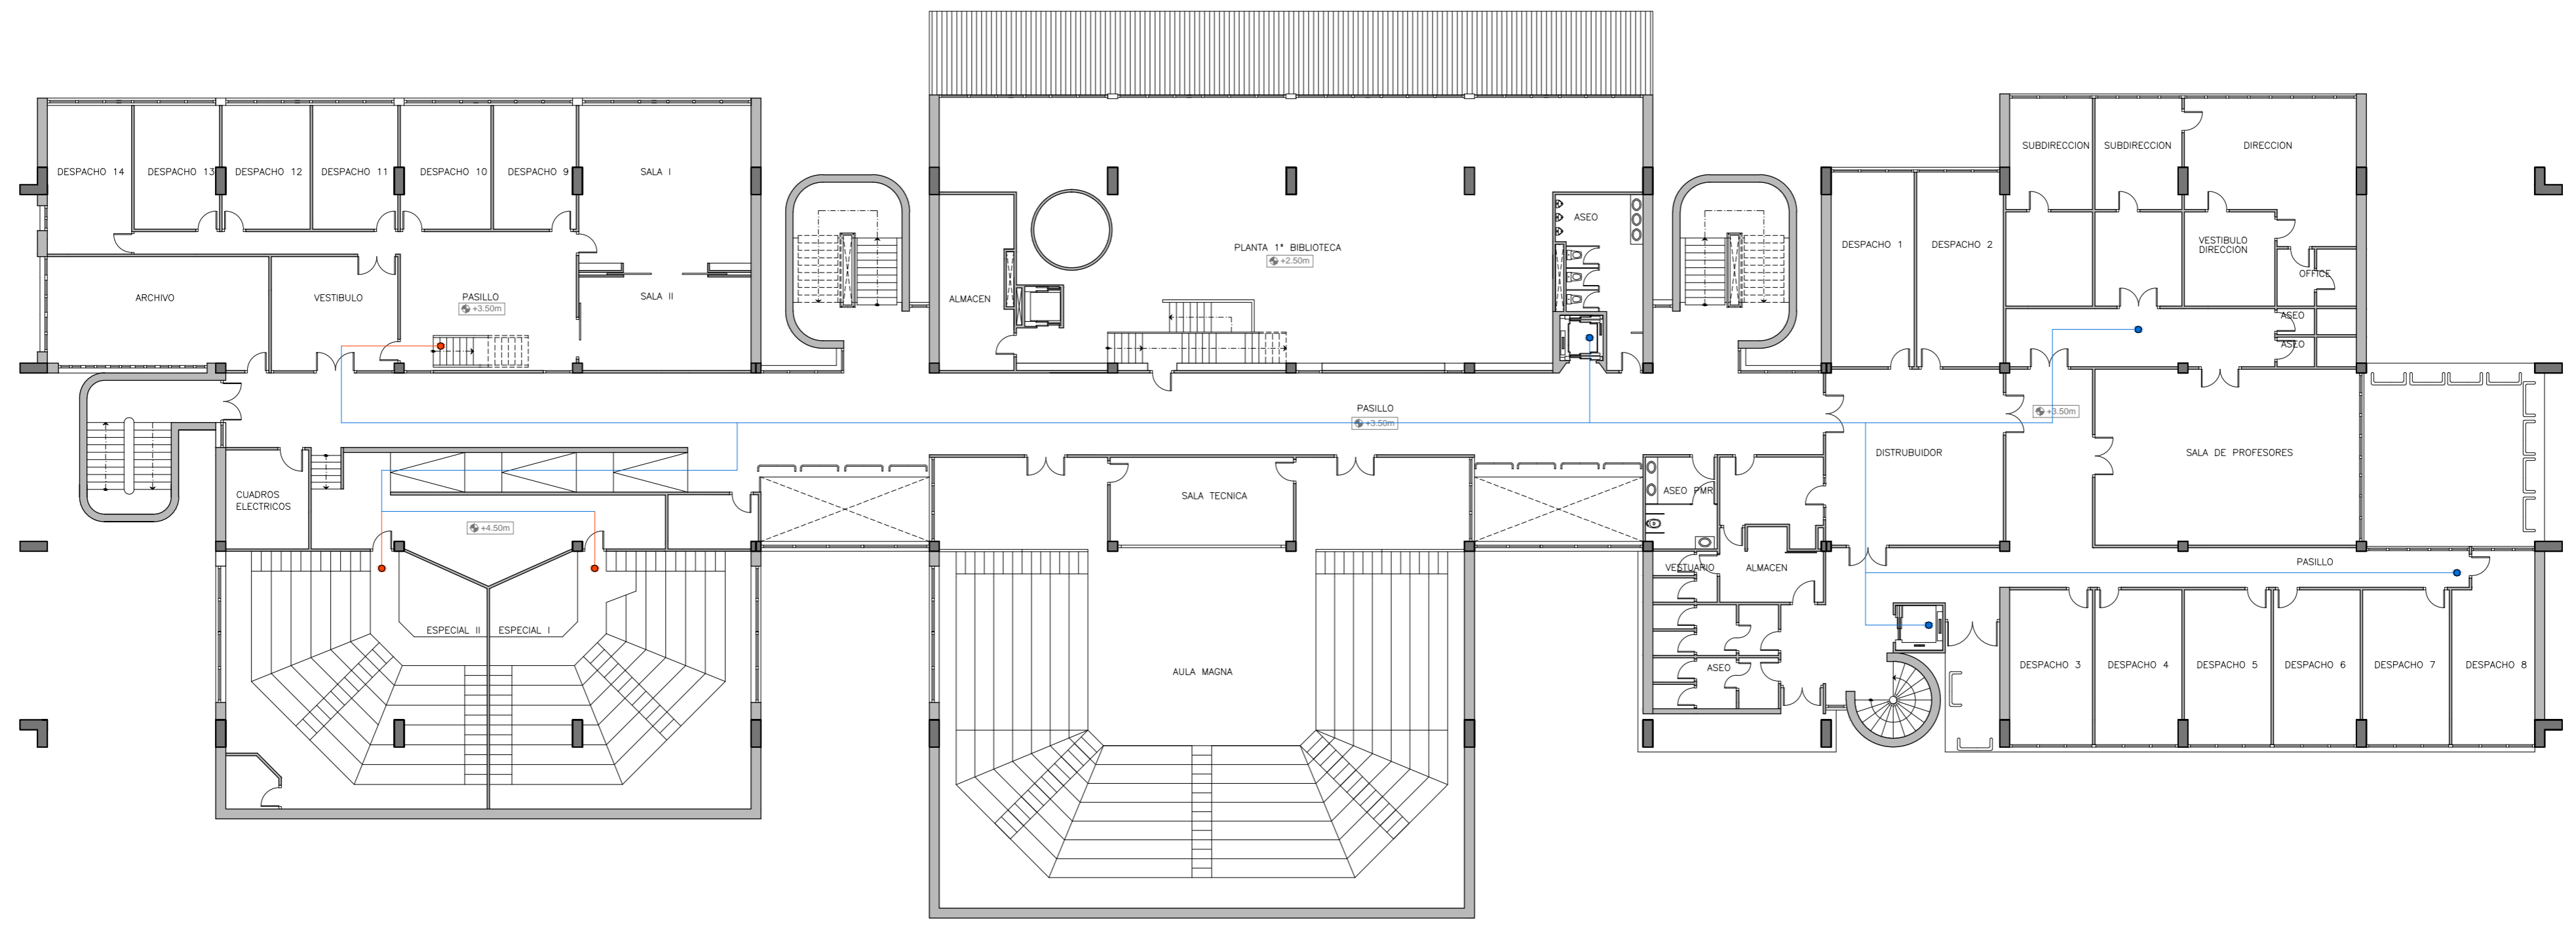 SUBDIRECCION
SUBDIRECCION
DIRECCION
DESPACHO 14
DESPACHO 13
DESPACHO 12
DESPACHO 11
DESPACHO 10
DESPACHO 9
SALA I
ASEO
PLANTA 1ª BIBLIOTECA
+2.50m
DESPACHO 1
DESPACHO 2
VESTIBULO
DIRECCION
OFFICE
ARCHIVO
VESTIBULO
PASILLO
+3.50m
SALA II
ALMACEN
ASEO
ASEO
PASILLO
+3.50m
+3.50m
DISTRUBUIDOR
SALA DE PROFESORES
CUADROS
ELECTRICOS
SALA TECNICA
ASEO PMR
+4.50m
VESTUARIO
ALMACEN
PASILLO
ESPECIAL II
ESPECIAL I
AULA MAGNA
ASEO
DESPACHO 3
DESPACHO 4
DESPACHO 5
DESPACHO 6
DESPACHO 7
DESPACHO 8